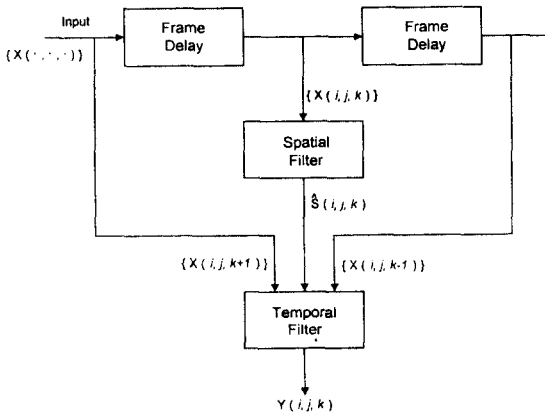 Input
{ X ( · , · , · ) }
Frame
Delay
Frame
Delay
{ X ( i, j, k ) }
Spatial
Filter
Ŝ ( i, j, k )
{ X ( i, j, k+1 ) }
{ X ( i, j, k-1 ) }
Temporal
Filter
Y ( i, j, k )